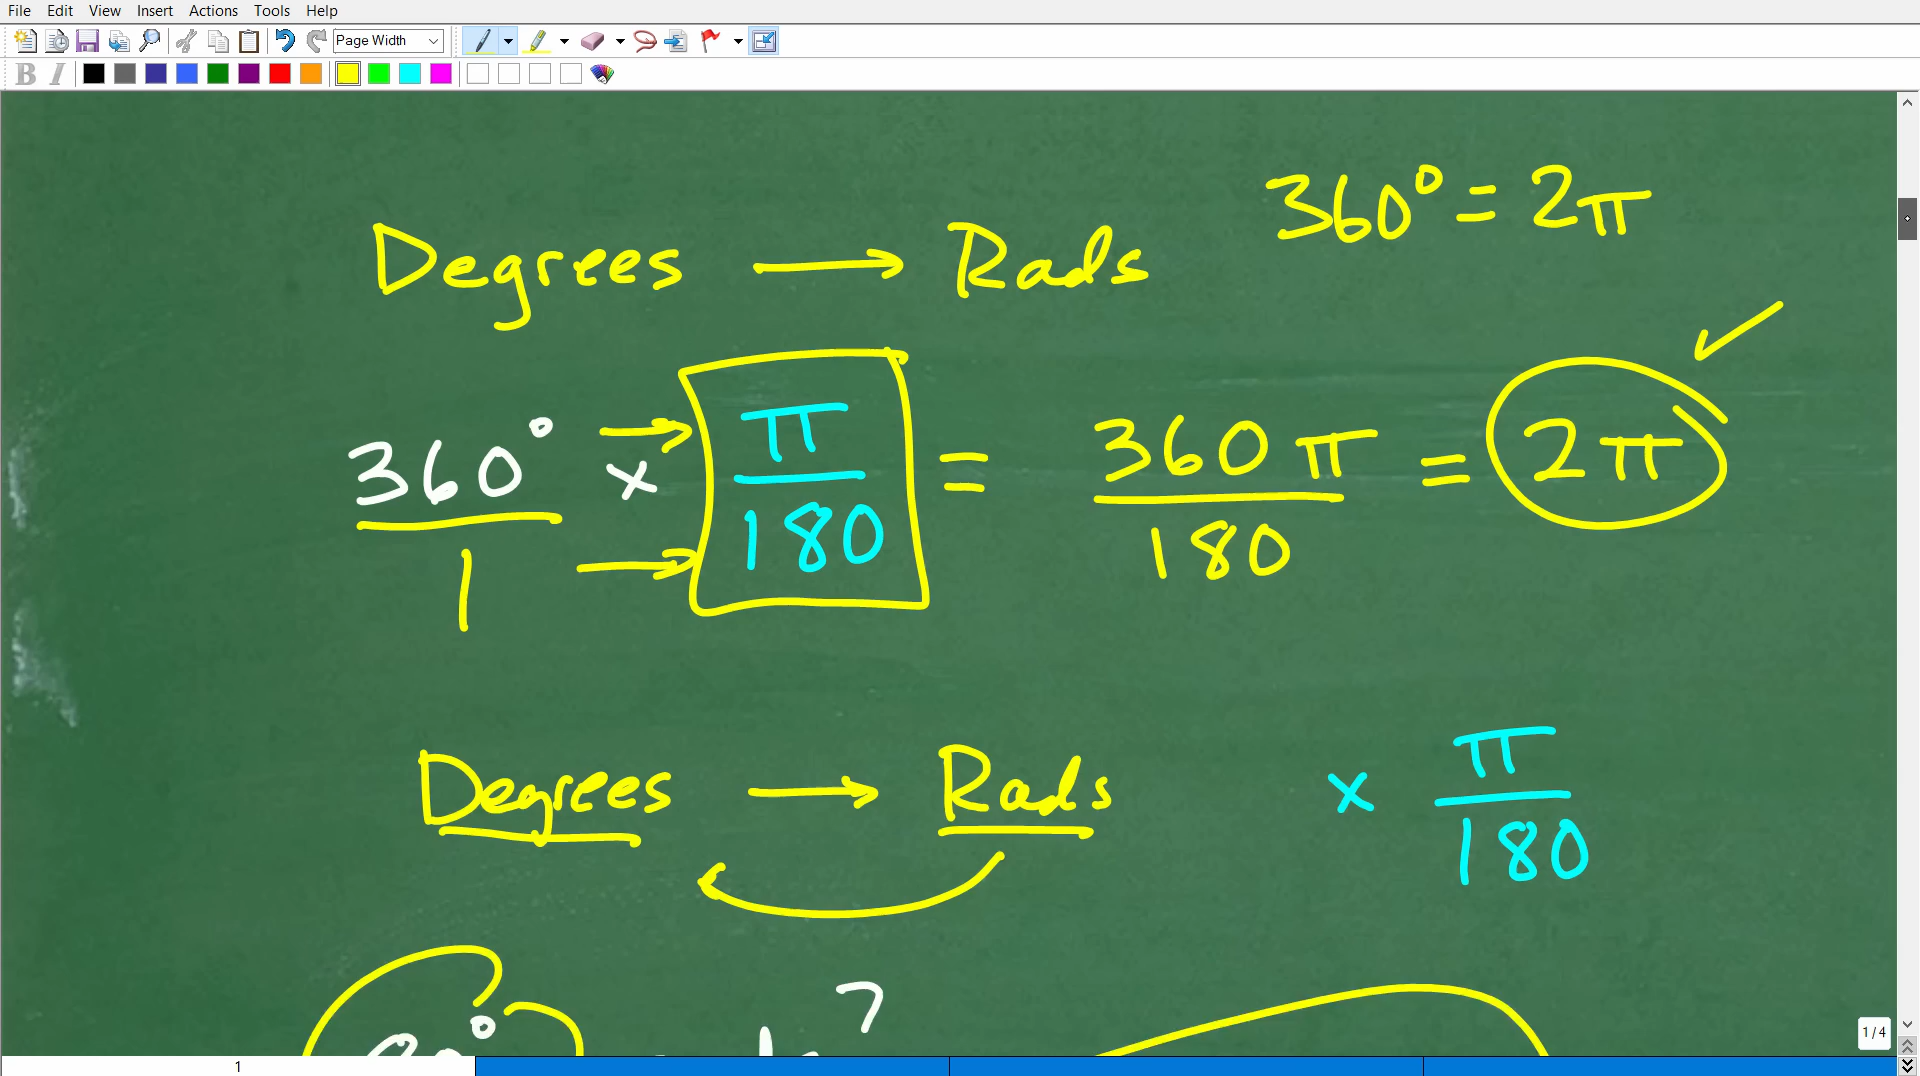 File Edit View Insert Actions Tools Help
Page Width
B I
360° = 2π
Degrees → Rads
360°/1 × π/180 = 360π/180 = 2π ✓
Degrees → Rads × π/180
1/4
1